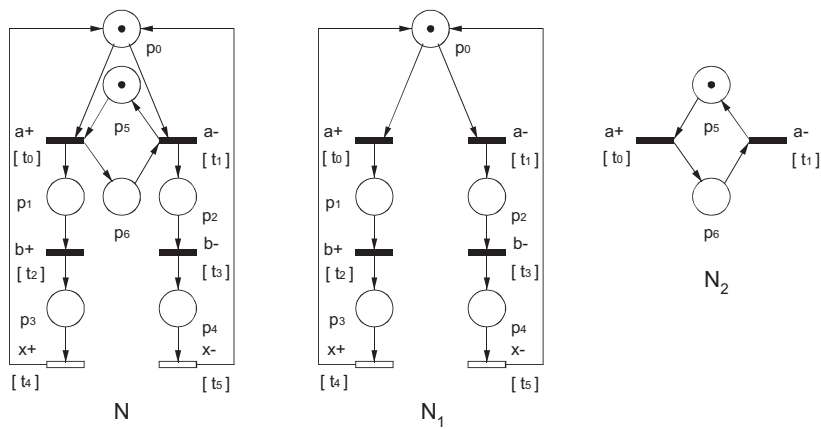 p0 p0
a+ p5 a- a+ a- a+ p5 a-
[ t0] [ t1] [ t0] [ t1] [ t0] [ t1]
p1 p2 p1 p2
p6 p6
b+ b- b+ b-
[ t2] [ t3] [ t2] [ t3]
N2
p3 p4 p3 p4
x+ x- x+ x-
[ t4] [ t5] [ t4] [ t5]
N N1